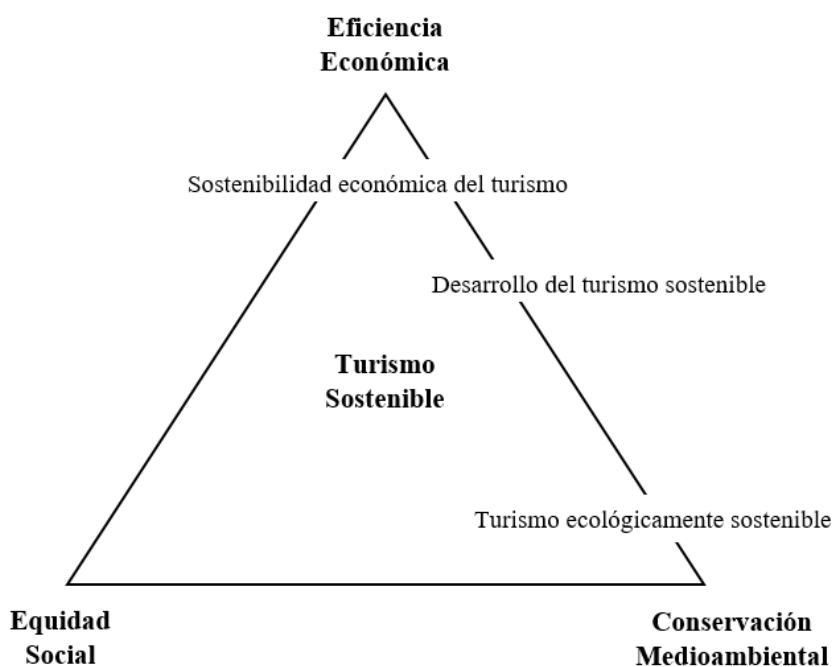 Eficiencia
Económica
Sostenibilidad económica del turismo
Desarrollo del turismo sostenible
Turismo
Sostenible
Turismo ecológicamente sostenible
Equidad
Social
Conservación
Medioambiental